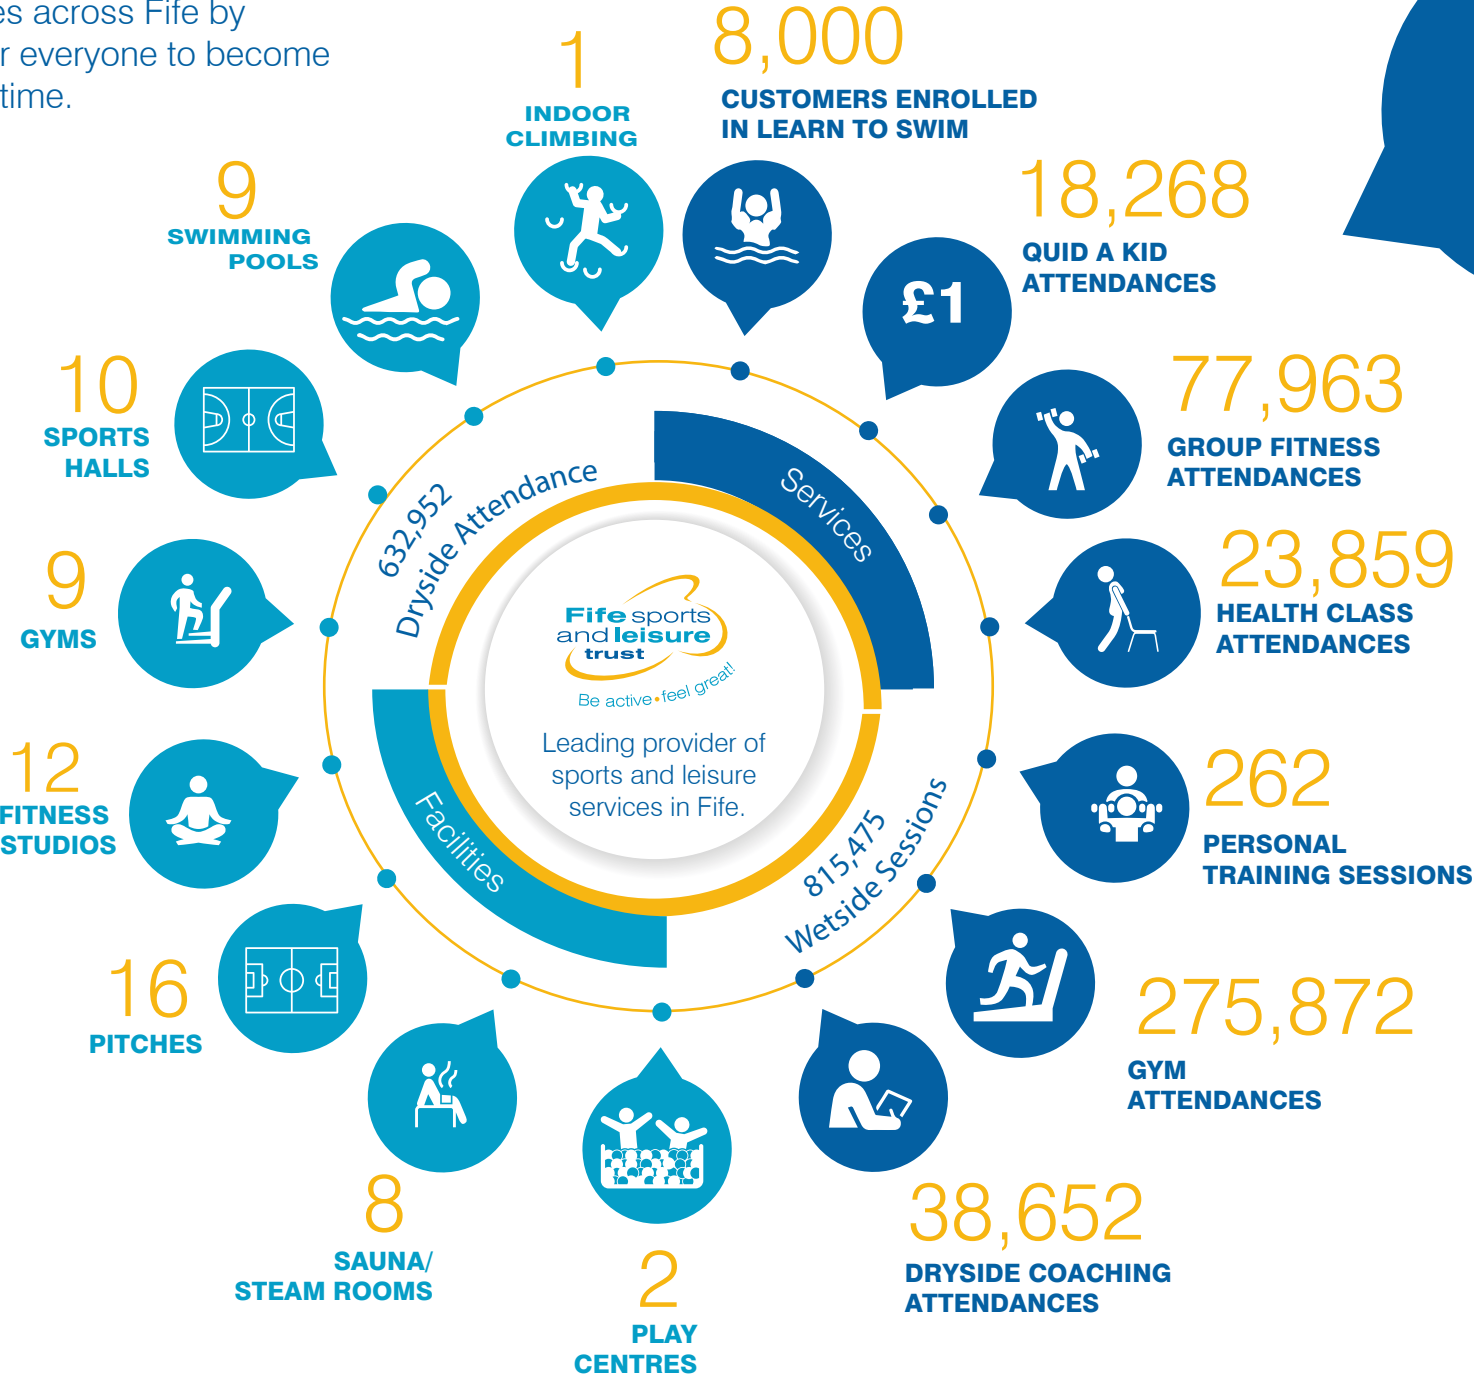 es across Fife by
r everyone to become
time.
1
INDOOR
CLIMBING
8,000
CUSTOMERS ENROLLED
IN LEARN TO SWIM
9
SWIMMING
POOLS
18,268
QUID A KID
ATTENDANCES
£1
10
SPORTS
HALLS
77,963
GROUP FITNESS
ATTENDANCES
632,952
Dryside Attendance
Services
9
GYMS
23,859
HEALTH CLASS
ATTENDANCES
Fife sports
and leisure
trust
Be active • feel great!
Leading provider of
sports and leisure
services in Fife.
12
FITNESS
STUDIOS
262
PERSONAL
TRAINING SESSIONS
Facilities
815,475
Wetside Sessions
16
PITCHES
275,872
GYM
ATTENDANCES
8
SAUNA/
STEAM ROOMS
2
PLAY
CENTRES
38,652
DRYSIDE COACHING
ATTENDANCES